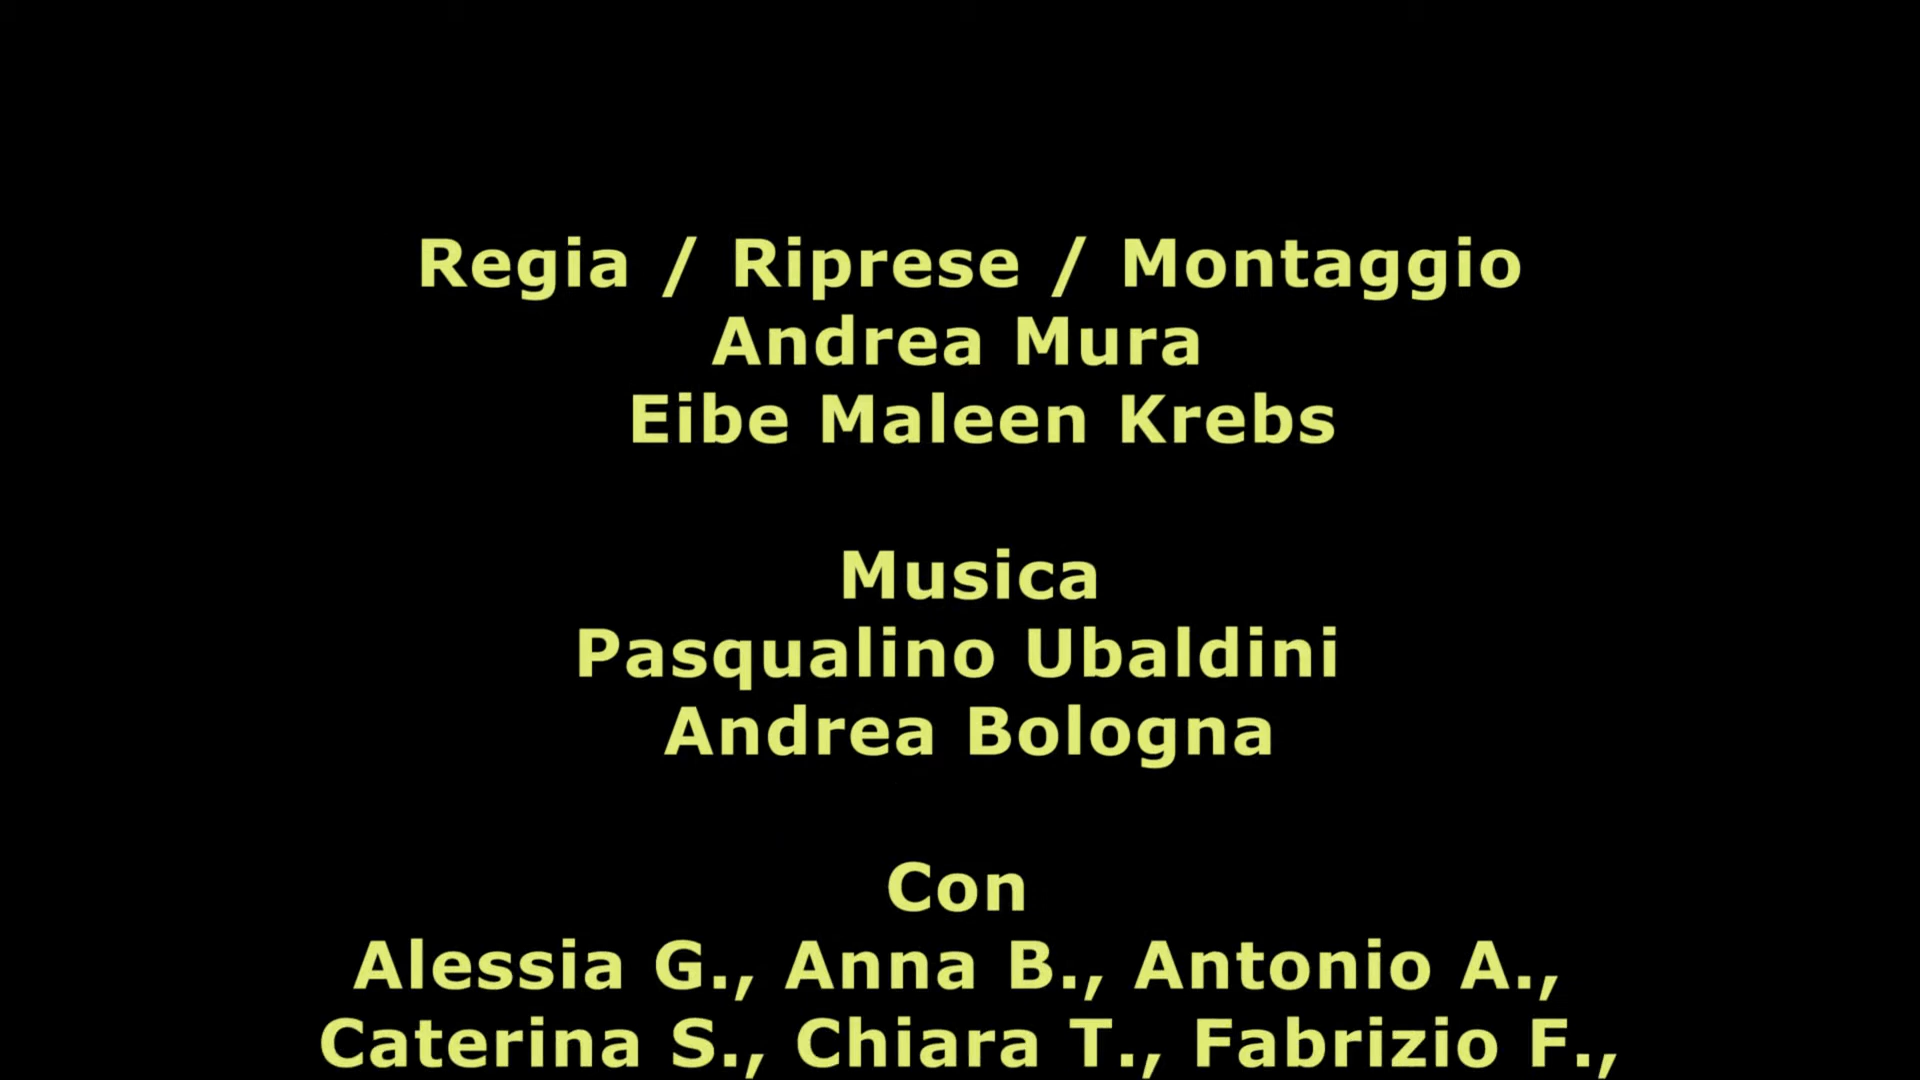 Regia / Riprese / Montaggio
Andrea Mura
Eibe Maleen Krebs
Musica
Pasqualino Ubaldini
Andrea Bologna
Con
Alessia G., Anna B., Antonio A.,
Caterina S., Chiara T., Fabrizio F.,